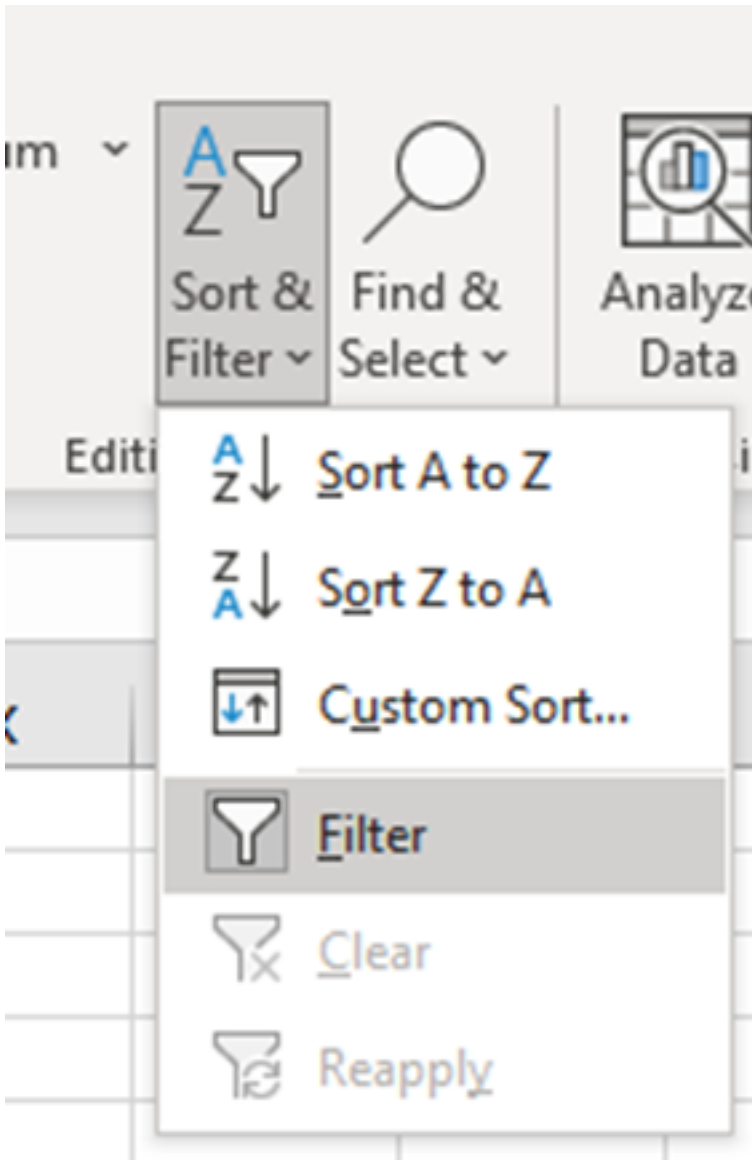 um
Sort &
Filter
Find &
Select
Analyze
Data
Editi
Sort A to Z
Sort Z to A
Custom Sort...
Filter
Clear
Reapply